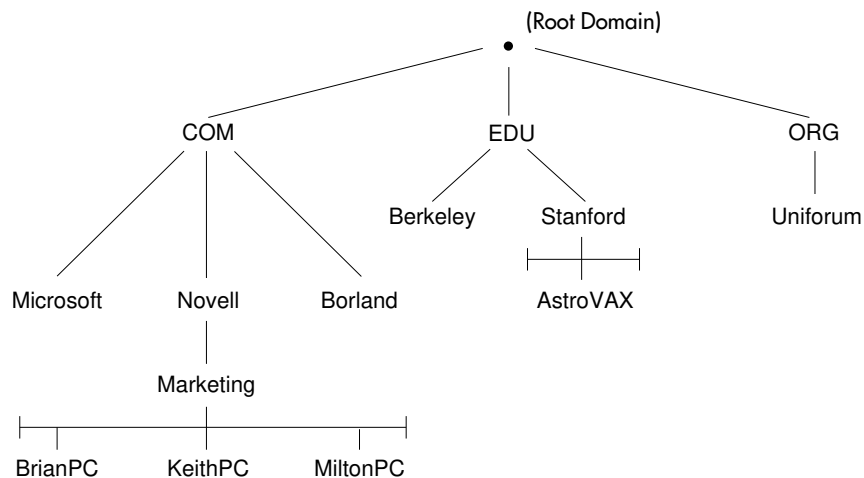 (Root Domain)
COM EDU ORG
Berkeley Stanford Uniforum
Microsoft Novell Borland AstroVAX
Marketing
BrianPC KeithPC MiltonPC